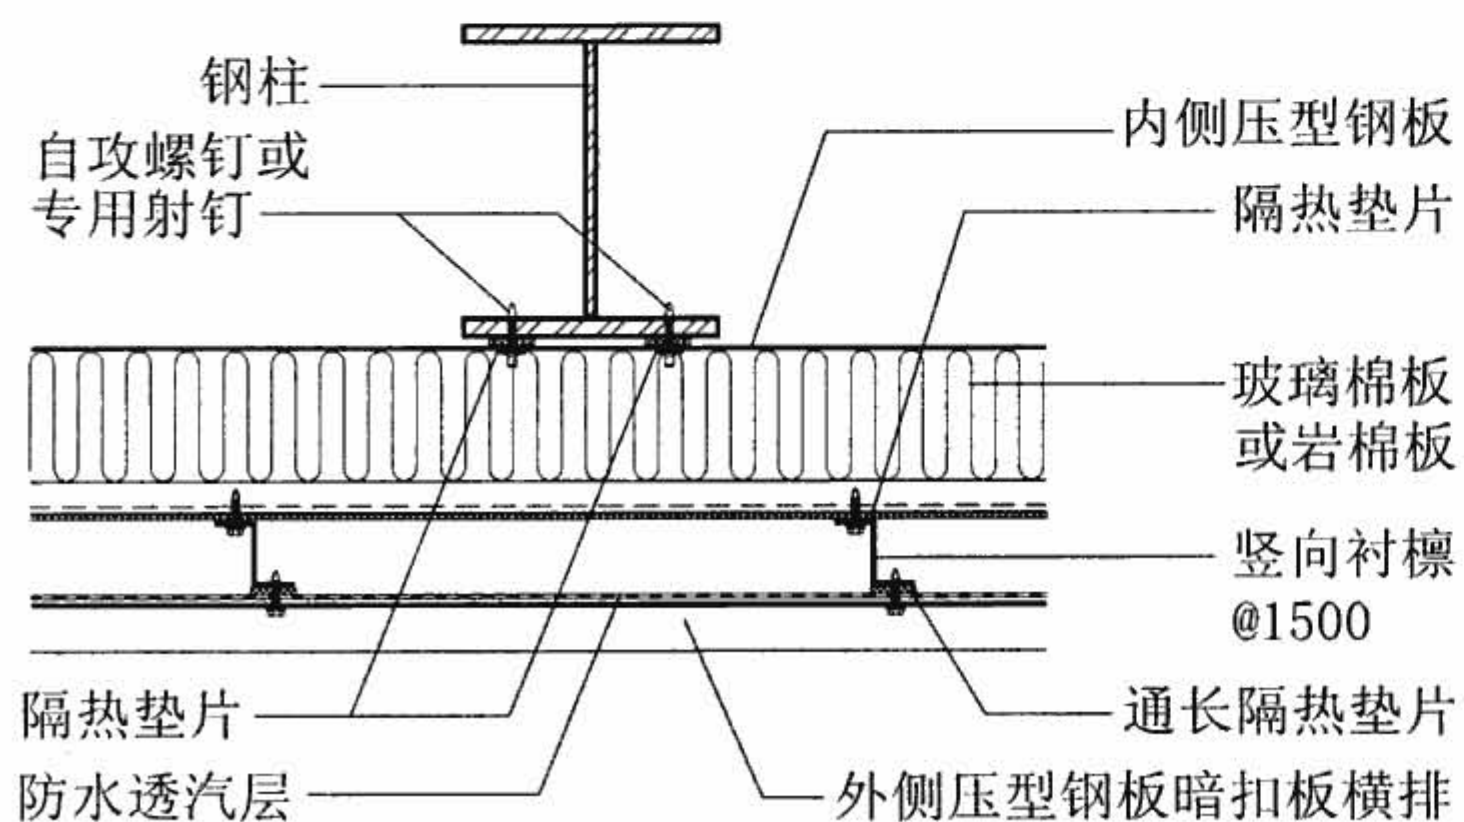 钢柱
自攻螺钉或
专用射钉
内侧压型钢板
隔热垫片
玻璃棉板
或岩棉板
竖向衬檩
@1500
隔热垫片
通长隔热垫片
防水透汽层
外侧压型钢板暗扣板横排